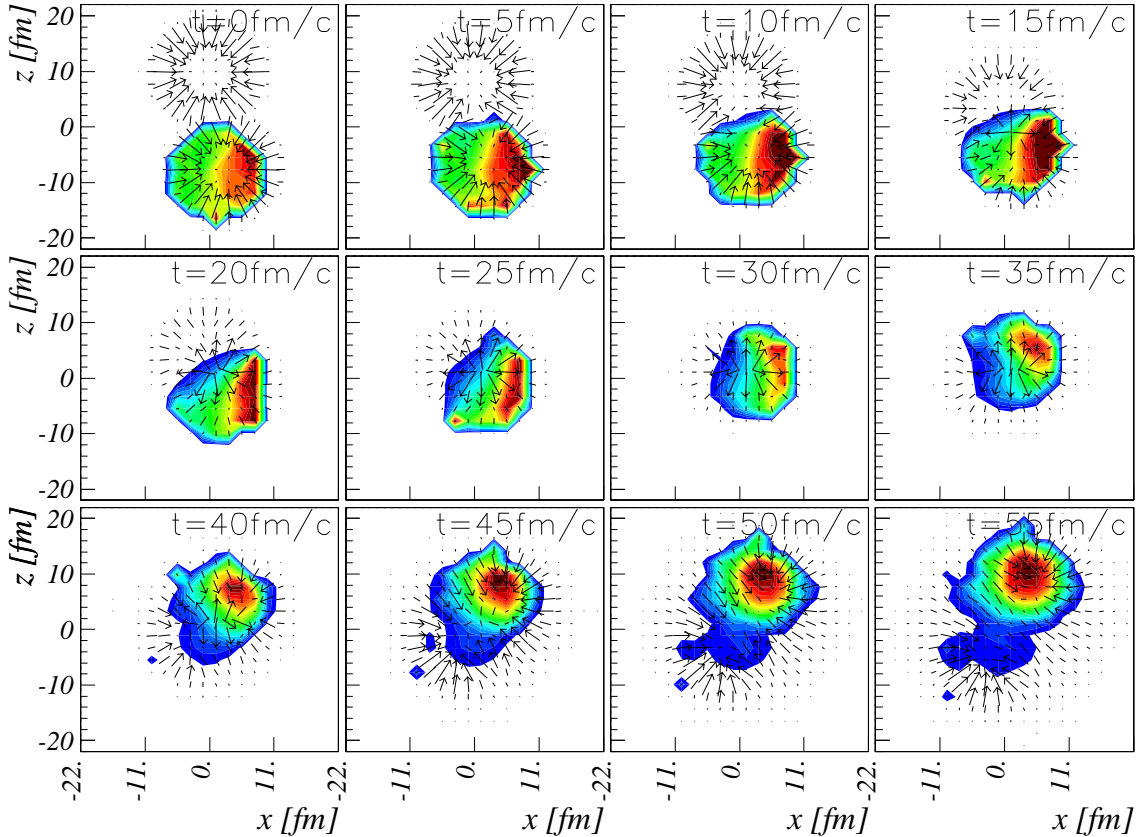 z [fm]
20
10
0
-10
-20
t=0fm/c
t=5fm/c
t=10fm/c
t=15fm/c
z [fm]
20
10
0
-10
-20
t=20fm/c
t=25fm/c
t=30fm/c
t=35fm/c
z [fm]
20
10
0
-10
-20
t=40fm/c
t=45fm/c
t=50fm/c
t=55fm/c
-22. -11. 0. 11. -22. -11. 0. 11. -22. -11. 0. 11. -22. -11. 0. 11. 22.
x [fm] x [fm] x [fm] x [fm]